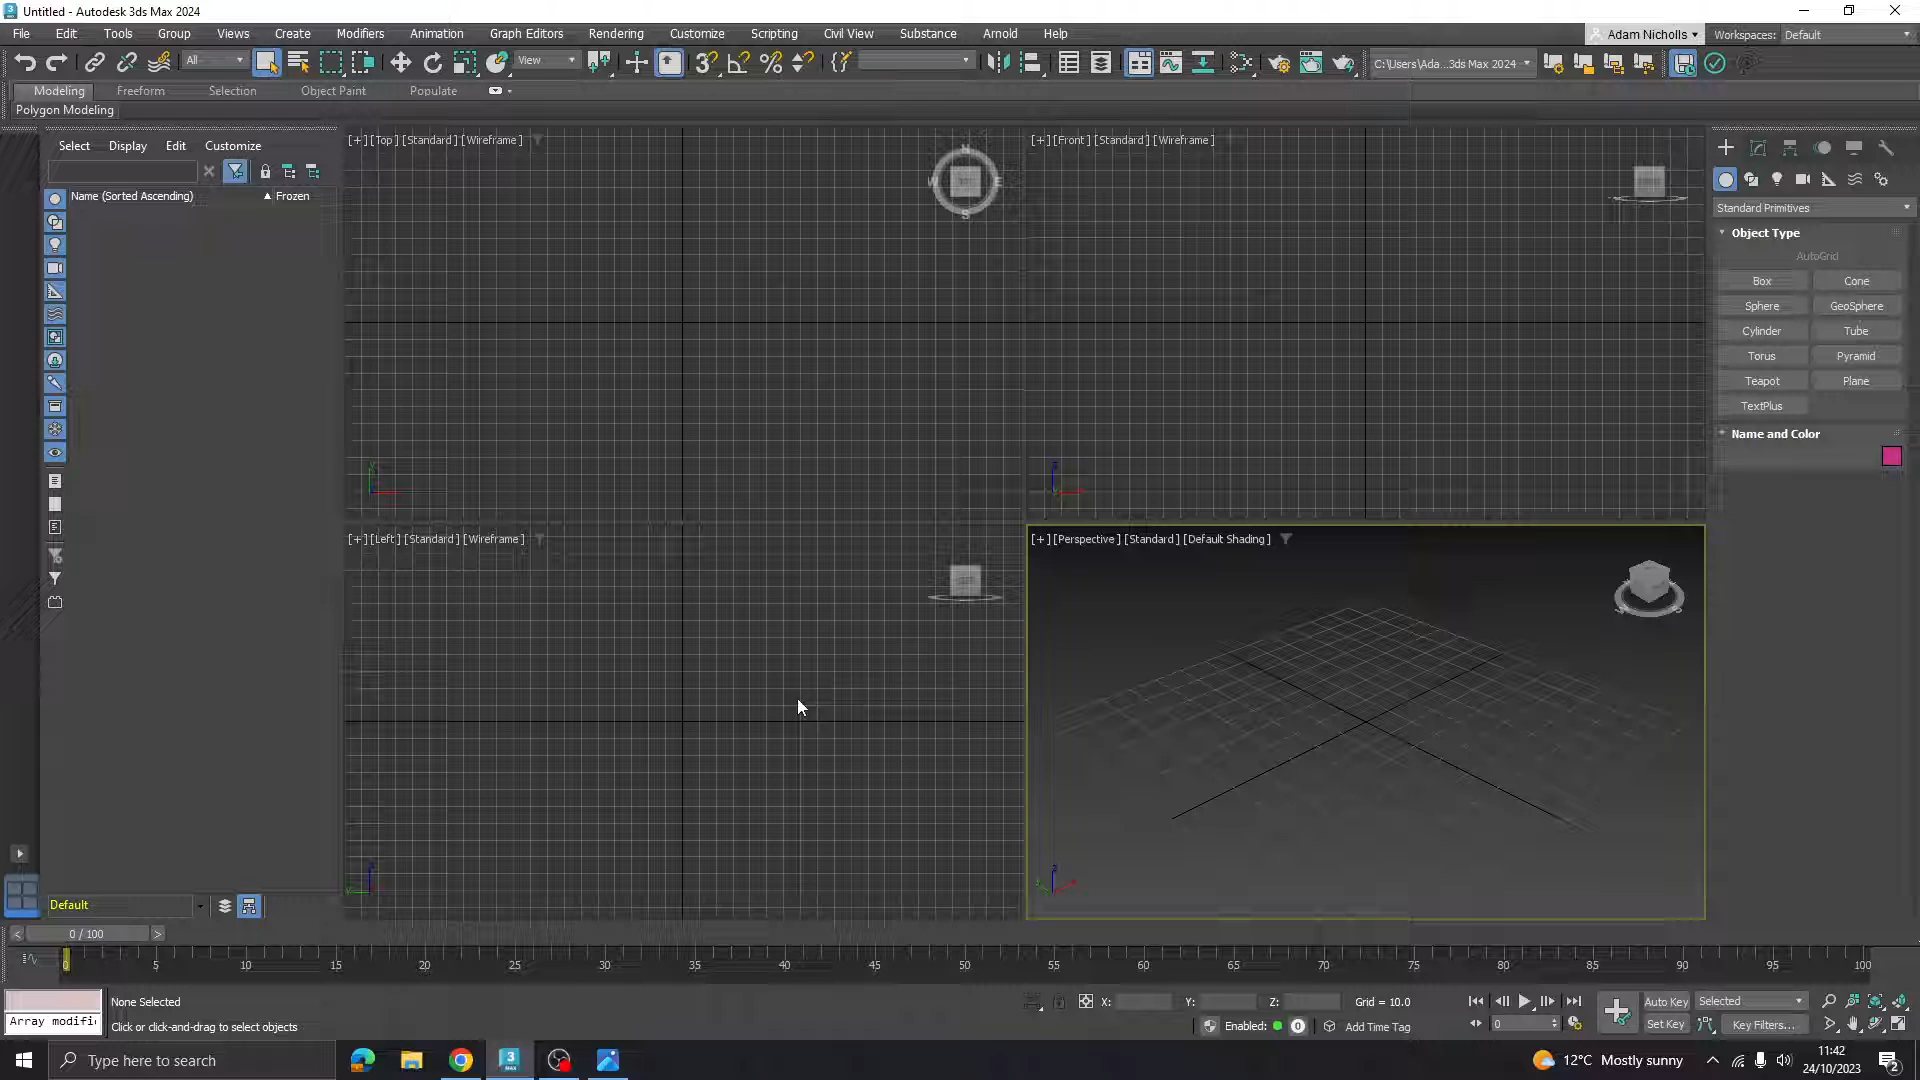 Untitled - Autodesk 3ds Max 2024
File Edit Tools Group Views Create Modifiers Animation Graph Editors Rendering Customize Scripting Civil View Substance Arnold Help
Adam Nicholls Workspaces: Default
All View C:\Users\Ada...3ds Max 2024
Modeling Freeform Selection Object Paint Populate
Polygon Modeling
Select Display Edit Customize
Name (Sorted Ascending) Frozen
[+] [Top] [Standard] [Wireframe]
N
W E
S
[+] [Front] [Standard] [Wireframe]
[+] [Left] [Standard] [Wireframe]
[+] [Perspective] [Standard] [Default Shading]
Standard Primitives
Object Type
AutoGrid
Box Cone
Sphere GeoSphere
Cylinder Tube
Torus Pyramid
Teapot Plane
TextPlus
Name and Color
Default
< 0 / 100 >
0 5 10 15 20 25 30 35 40 45 50 55 60 65 70 75 80 85 90 95 100
None Selected
X: Y: Z: Grid = 10.0
Auto Key Selected
Array modifi
Click or click-and-drag to select objects
Enabled: 0 Add Time Tag
0
Set Key Key Filters...
Type here to search
3
MAX
12°C Mostly sunny
11:42
24/10/2023
2